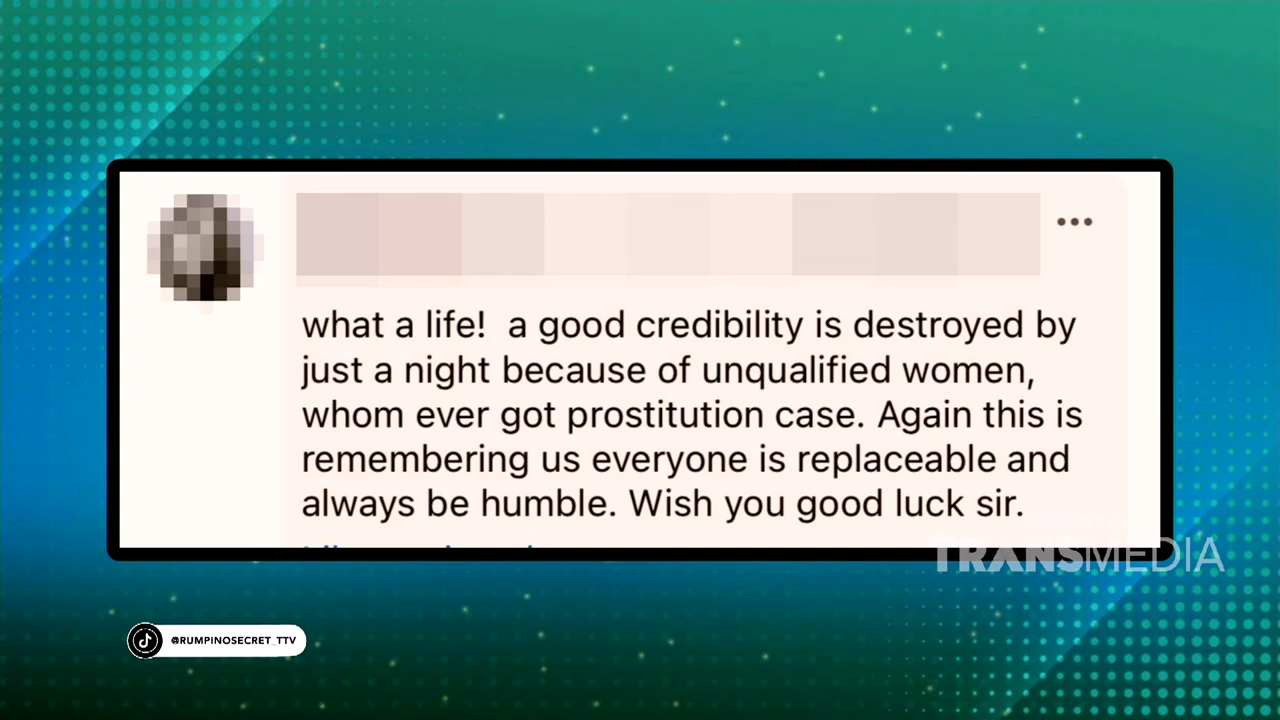 what a life!  a good credibility is destroyed by
just a night because of unqualified women,
whom ever got prostitution case. Again this is
remembering us everyone is replaceable and
always be humble. Wish you good luck sir.
TRANSMEDIA
@RUMPINOSECRET_TTV